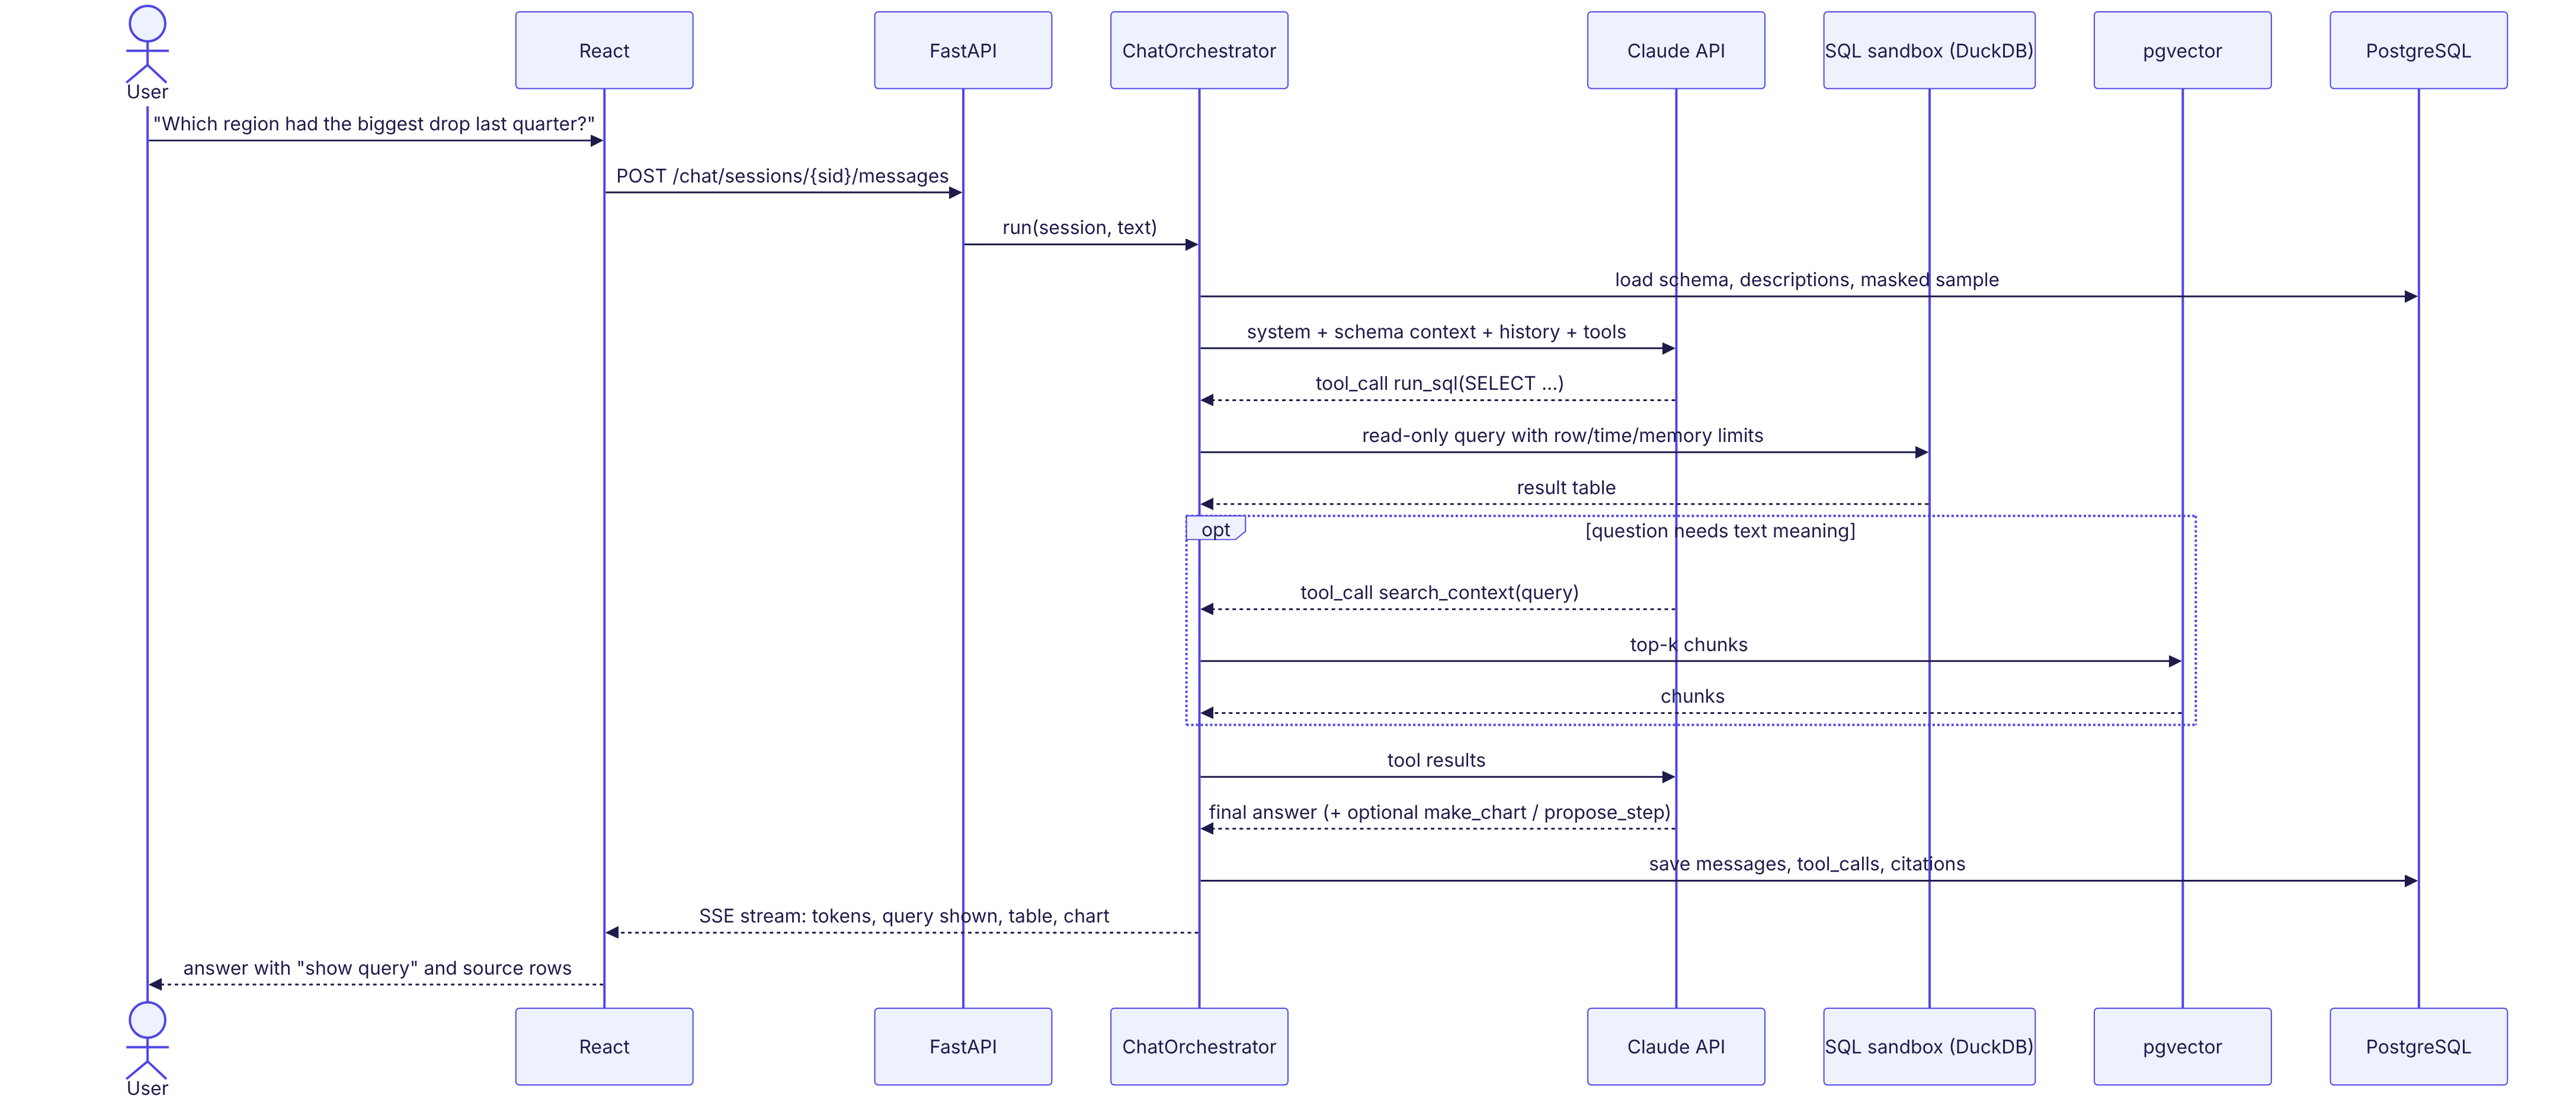 User
React
FastAPI
ChatOrchestrator
Claude API
SQL sandbox (DuckDB)
pgvector
PostgreSQL
"Which region had the biggest drop last quarter?"
POST /chat/sessions/{sid}/messages
run(session, text)
load schema, descriptions, masked sample
system + schema context + history + tools
tool_call run_sql(SELECT ...)
read-only query with row/time/memory limits
result table
opt
[question needs text meaning]
tool_call search_context(query)
top-k chunks
chunks
tool results
final answer (+ optional make_chart / propose_step)
save messages, tool_calls, citations
SSE stream: tokens, query shown, table, chart
answer with "show query" and source rows
User
React
FastAPI
ChatOrchestrator
Claude API
SQL sandbox (DuckDB)
pgvector
PostgreSQL